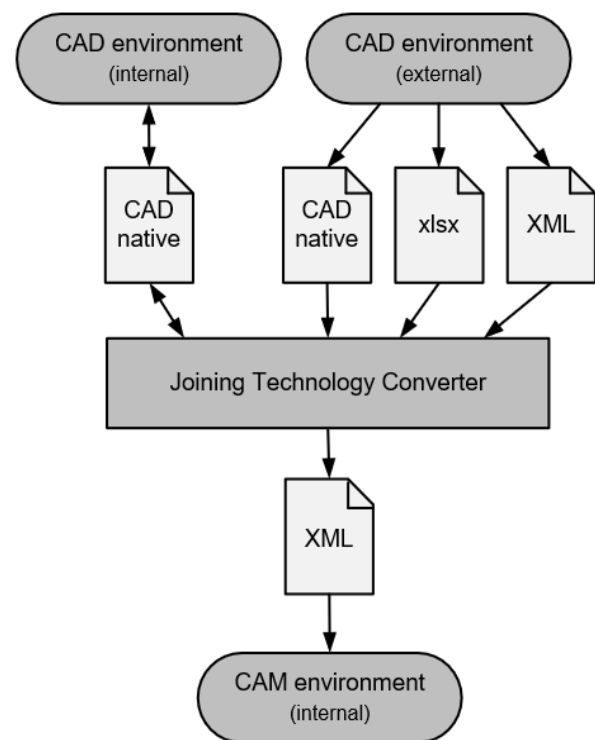 CAD environment
(internal)
CAD environment
(external)
CAD
native
CAD
native
xlsx
XML
Joining Technology Converter
XML
CAM environment
(internal)